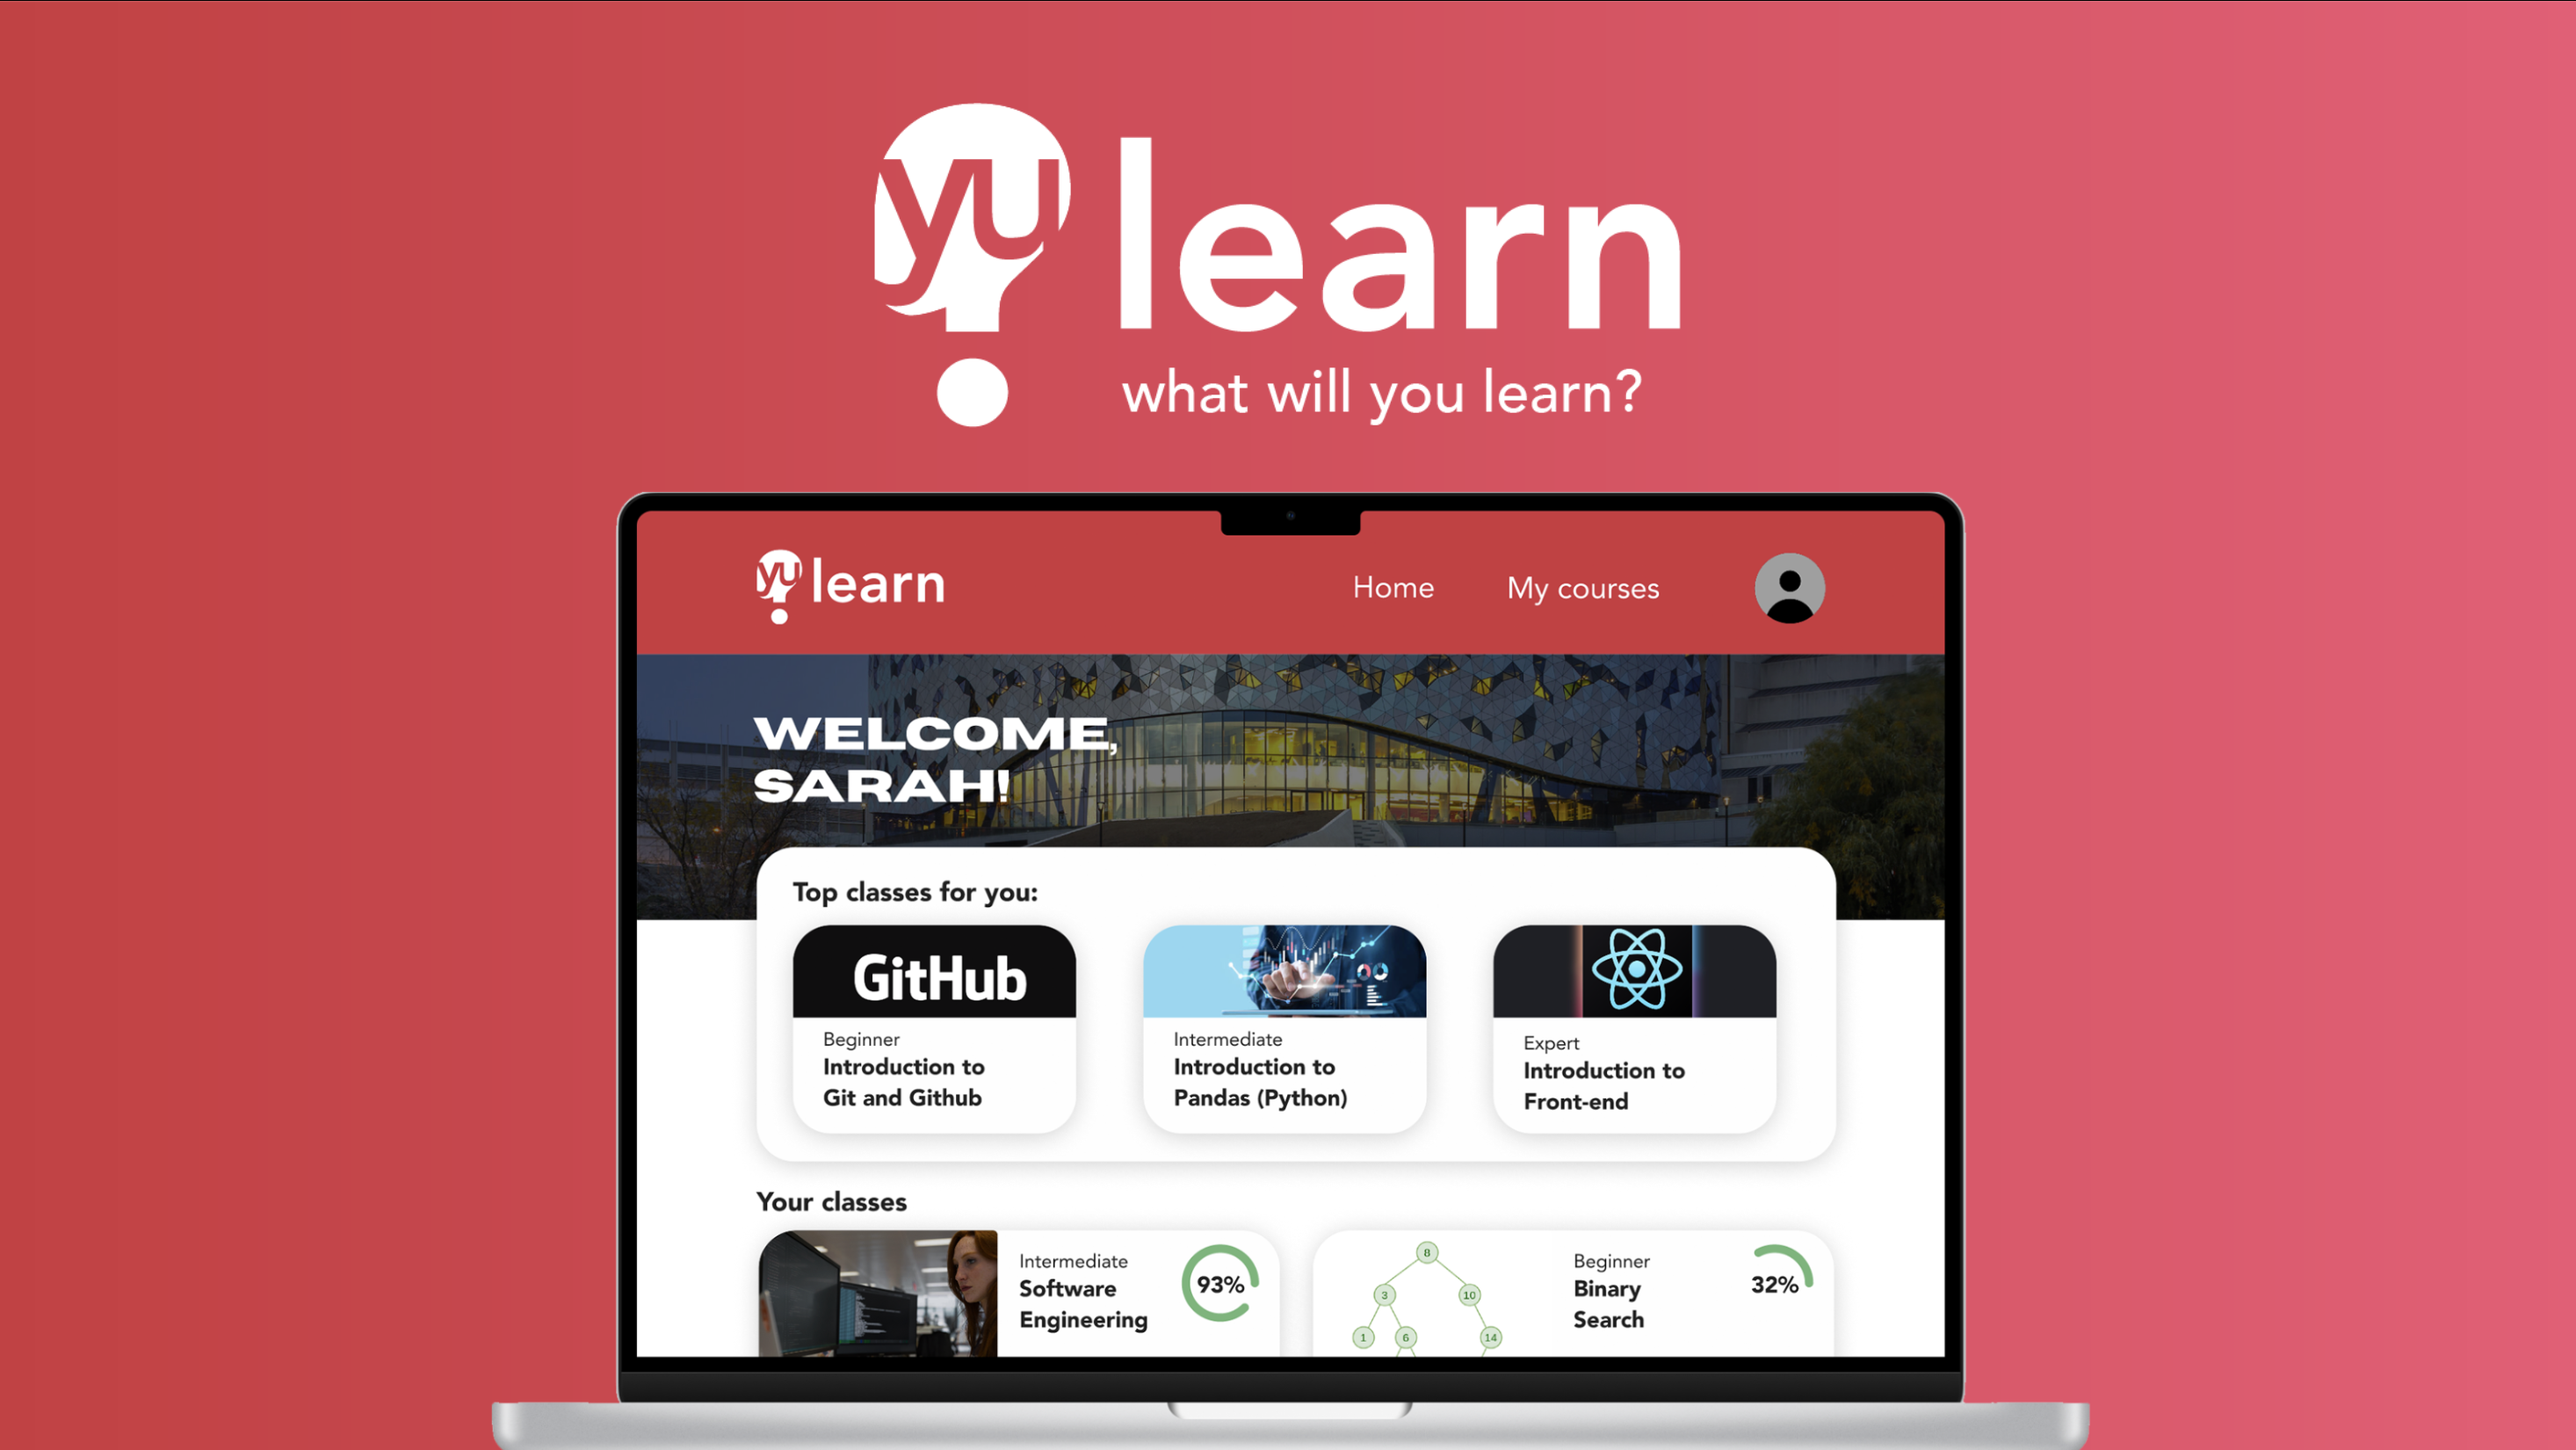 yu learn
what will you learn?
yu learn
Home
My courses
WELCOME,
SARAH!
Top classes for you:
GitHub
Beginner
Introduction to
Git and Github
Intermediate
Introduction to
Pandas (Python)
Expert
Introduction to
Front-end
Your classes
Intermediate
Software
Engineering
93%
8
3
10
1
6
14
Beginner
Binary
Search
32%